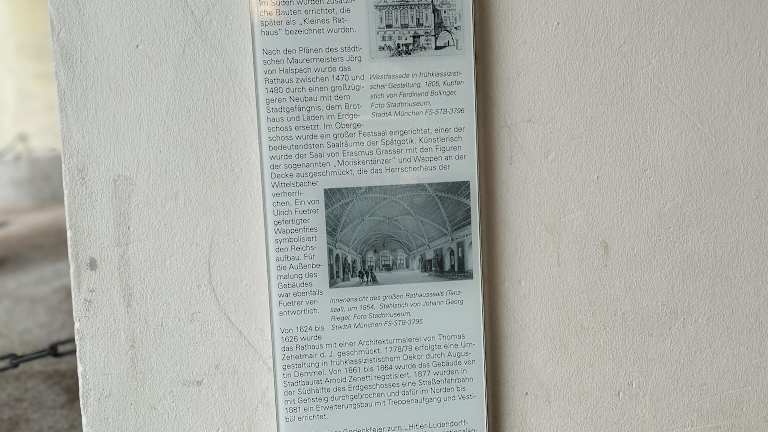 im Süden wurden zusätzli-
che Bauten errichtet, die
später als „Kleines Rat-
haus" bezeichnet wurden.
Nach den Plänen des städti-
schen Maurermeisters Jörg
von Halspach wurde das
Rathaus zwischen 1470 und
1480 durch einen großzügi-
geren Neubau mit dem
Stadtgefängnis, dem Brot-
haus und Läden im Erdge-
schoss ersetzt. Im Oberge-
schoss wurde ein großer Festsaal eingerichtet, einer der
bedeutendsten Saalräume der Spätgotik. Künstlerisch
wurde der Saal von Erasmus Grasser mit den Figuren
der sogenannten „Moriskentänzer" und Wappen an der
Decke ausgeschmückt, die das Herrscherhaus der
Wittelsbacher
verherrli-
chen. Ein von
Ulrich Fuetrer
gefertigter
Wappenfries
symbolisiert
den Reichs-
aufbau. Für
die Außenbe-
malung des
Gebäudes
war ebenfalls
Fuetrer ver-
antwortlich.
Westfassade in frühklassizisti-
scher Gestaltung, 1805, Kupfer-
stich von Ferdinand Bollinger,
Foto Stadtmuseum,
StadtA München FS-STB-3796
Innenansicht des großen Rathaussaals (Tanz-
saal), um 1854, Stahlstich von Johann Georg
Riegel, Foto Stadtmuseum,
StadtA München FS-STB-3795
Von 1624 bis
1626 wurde
das Rathaus mit einer Architekturmalerei von Thomas
Zehetmair d. J. geschmückt. 1778/79 erfolgte eine Um-
gestaltung in frühklassizistischem Dekor durch Augus-
tin Demmel. Von 1861 bis 1864 wurde das Gebäude von
Stadtbaurat Arnold Zenetti regotisiert. 1877 wurden in
der Südhälfte des Erdgeschosses eine Straßenfahrbahn
mit Gehsteig durchgebrochen und dafür im Norden bis
1881 ein Erweiterungsbau mit Treppenaufgang und Vesti-
bül errichtet.
Gedenkfeier zum „Hitler-Ludendorff-